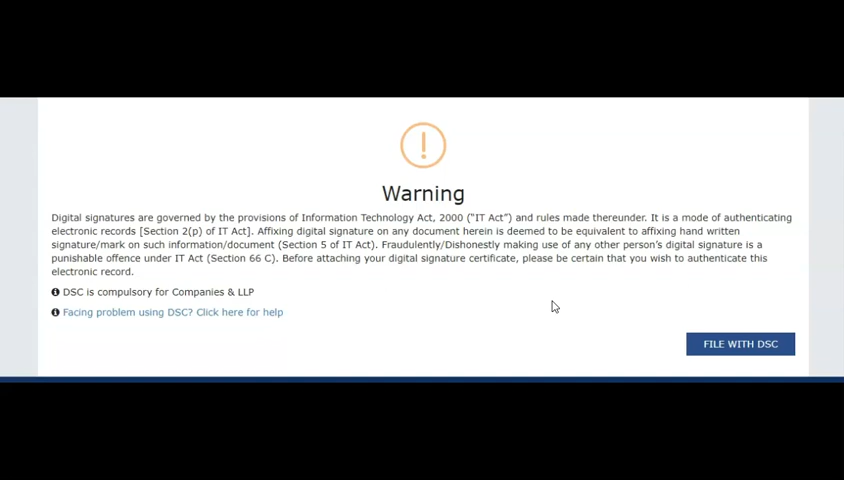 Warning
Digital signatures are governed by the provisions of Information Technology Act, 2000 (“IT Act”) and rules made thereunder. It is a mode of authenticating
electronic records [Section 2(p) of IT Act]. Affixing digital signature on any document herein is deemed to be equivalent to affixing hand written
signature/mark on such information/document (Section 5 of IT Act). Fraudulently/Dishonestly making use of any other person’s digital signature is a
punishable offence under IT Act (Section 66 C). Before attaching your digital signature certificate, please be certain that you wish to authenticate this
electronic record.
DSC is compulsory for Companies & LLP
Facing problem using DSC? Click here for help
FILE WITH DSC